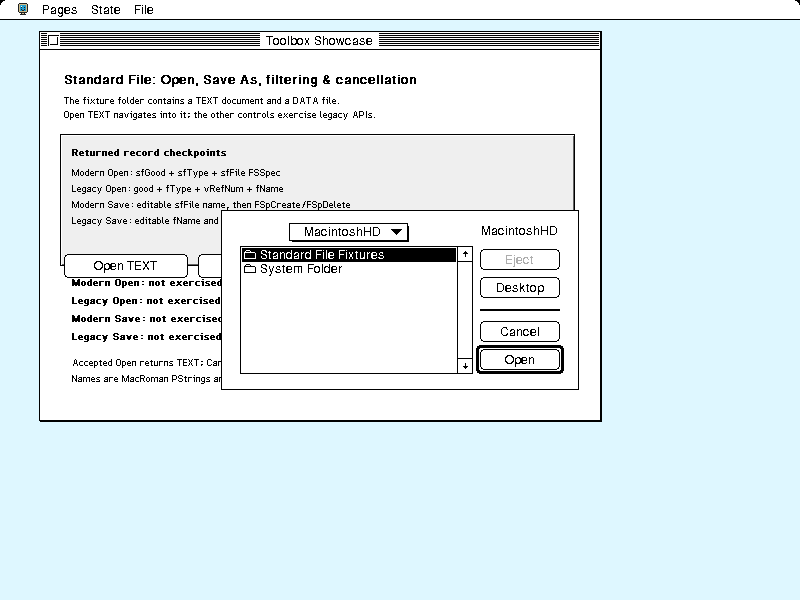 Pages State File
Toolbox Showcase
Standard File: Open, Save As, filtering & cancellation
The fixture folder contains a TEXT document and a DATA file.
Open TEXT navigates into it; the other controls exercise legacy APIs.
Returned record checkpoints
Modern Open: sfGood + sfType + sfFile FSSpec
Legacy Open: good + fType + vRefNum + fName
Modern Save: editable sfFile name, then FSpCreate/FSpDelete
Legacy Save: editable fName and
MacintoshHD
MacintoshHD
Standard File Fixtures
System Folder
Eject
Desktop
Cancel
Open
Open TEXT
Modern Open: not exercised
Legacy Open: not exercised
Modern Save: not exercised
Legacy Save: not exercised
Accepted Open returns TEXT; Can
Names are MacRoman PStrings